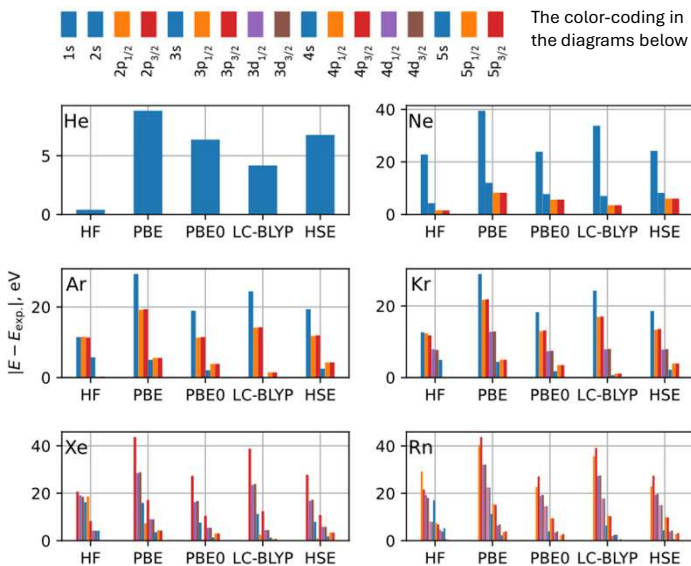 The color-coding in
the diagrams below
1s 2s 2p1/2 2p3/2 3s 3p1/2 3p3/2 3d1/2 3d3/2 4s 4p1/2 4p3/2 4d1/2 4d3/2 5s 5p1/2 5p3/2
|E − Eexp.|, eV
He
5
0
HF PBE PBE0 LC-BLYP HSE
Ne
40
20
0
HF PBE PBE0 LC-BLYP HSE
Ar
20
0
HF PBE PBE0 LC-BLYP HSE
Kr
20
0
HF PBE PBE0 LC-BLYP HSE
Xe
40
20
0
HF PBE PBE0 LC-BLYP HSE
Rn
40
20
0
HF PBE PBE0 LC-BLYP HSE